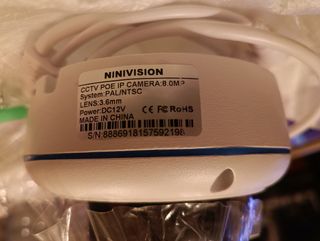 NINIVISION
CCTV POE IP CAMERA:8.0MP
System:PAL/NTSC
LENS:3.6mm
Power:DC12V CE FC RoHS
MADE IN CHINA
S/N:8886918157592198